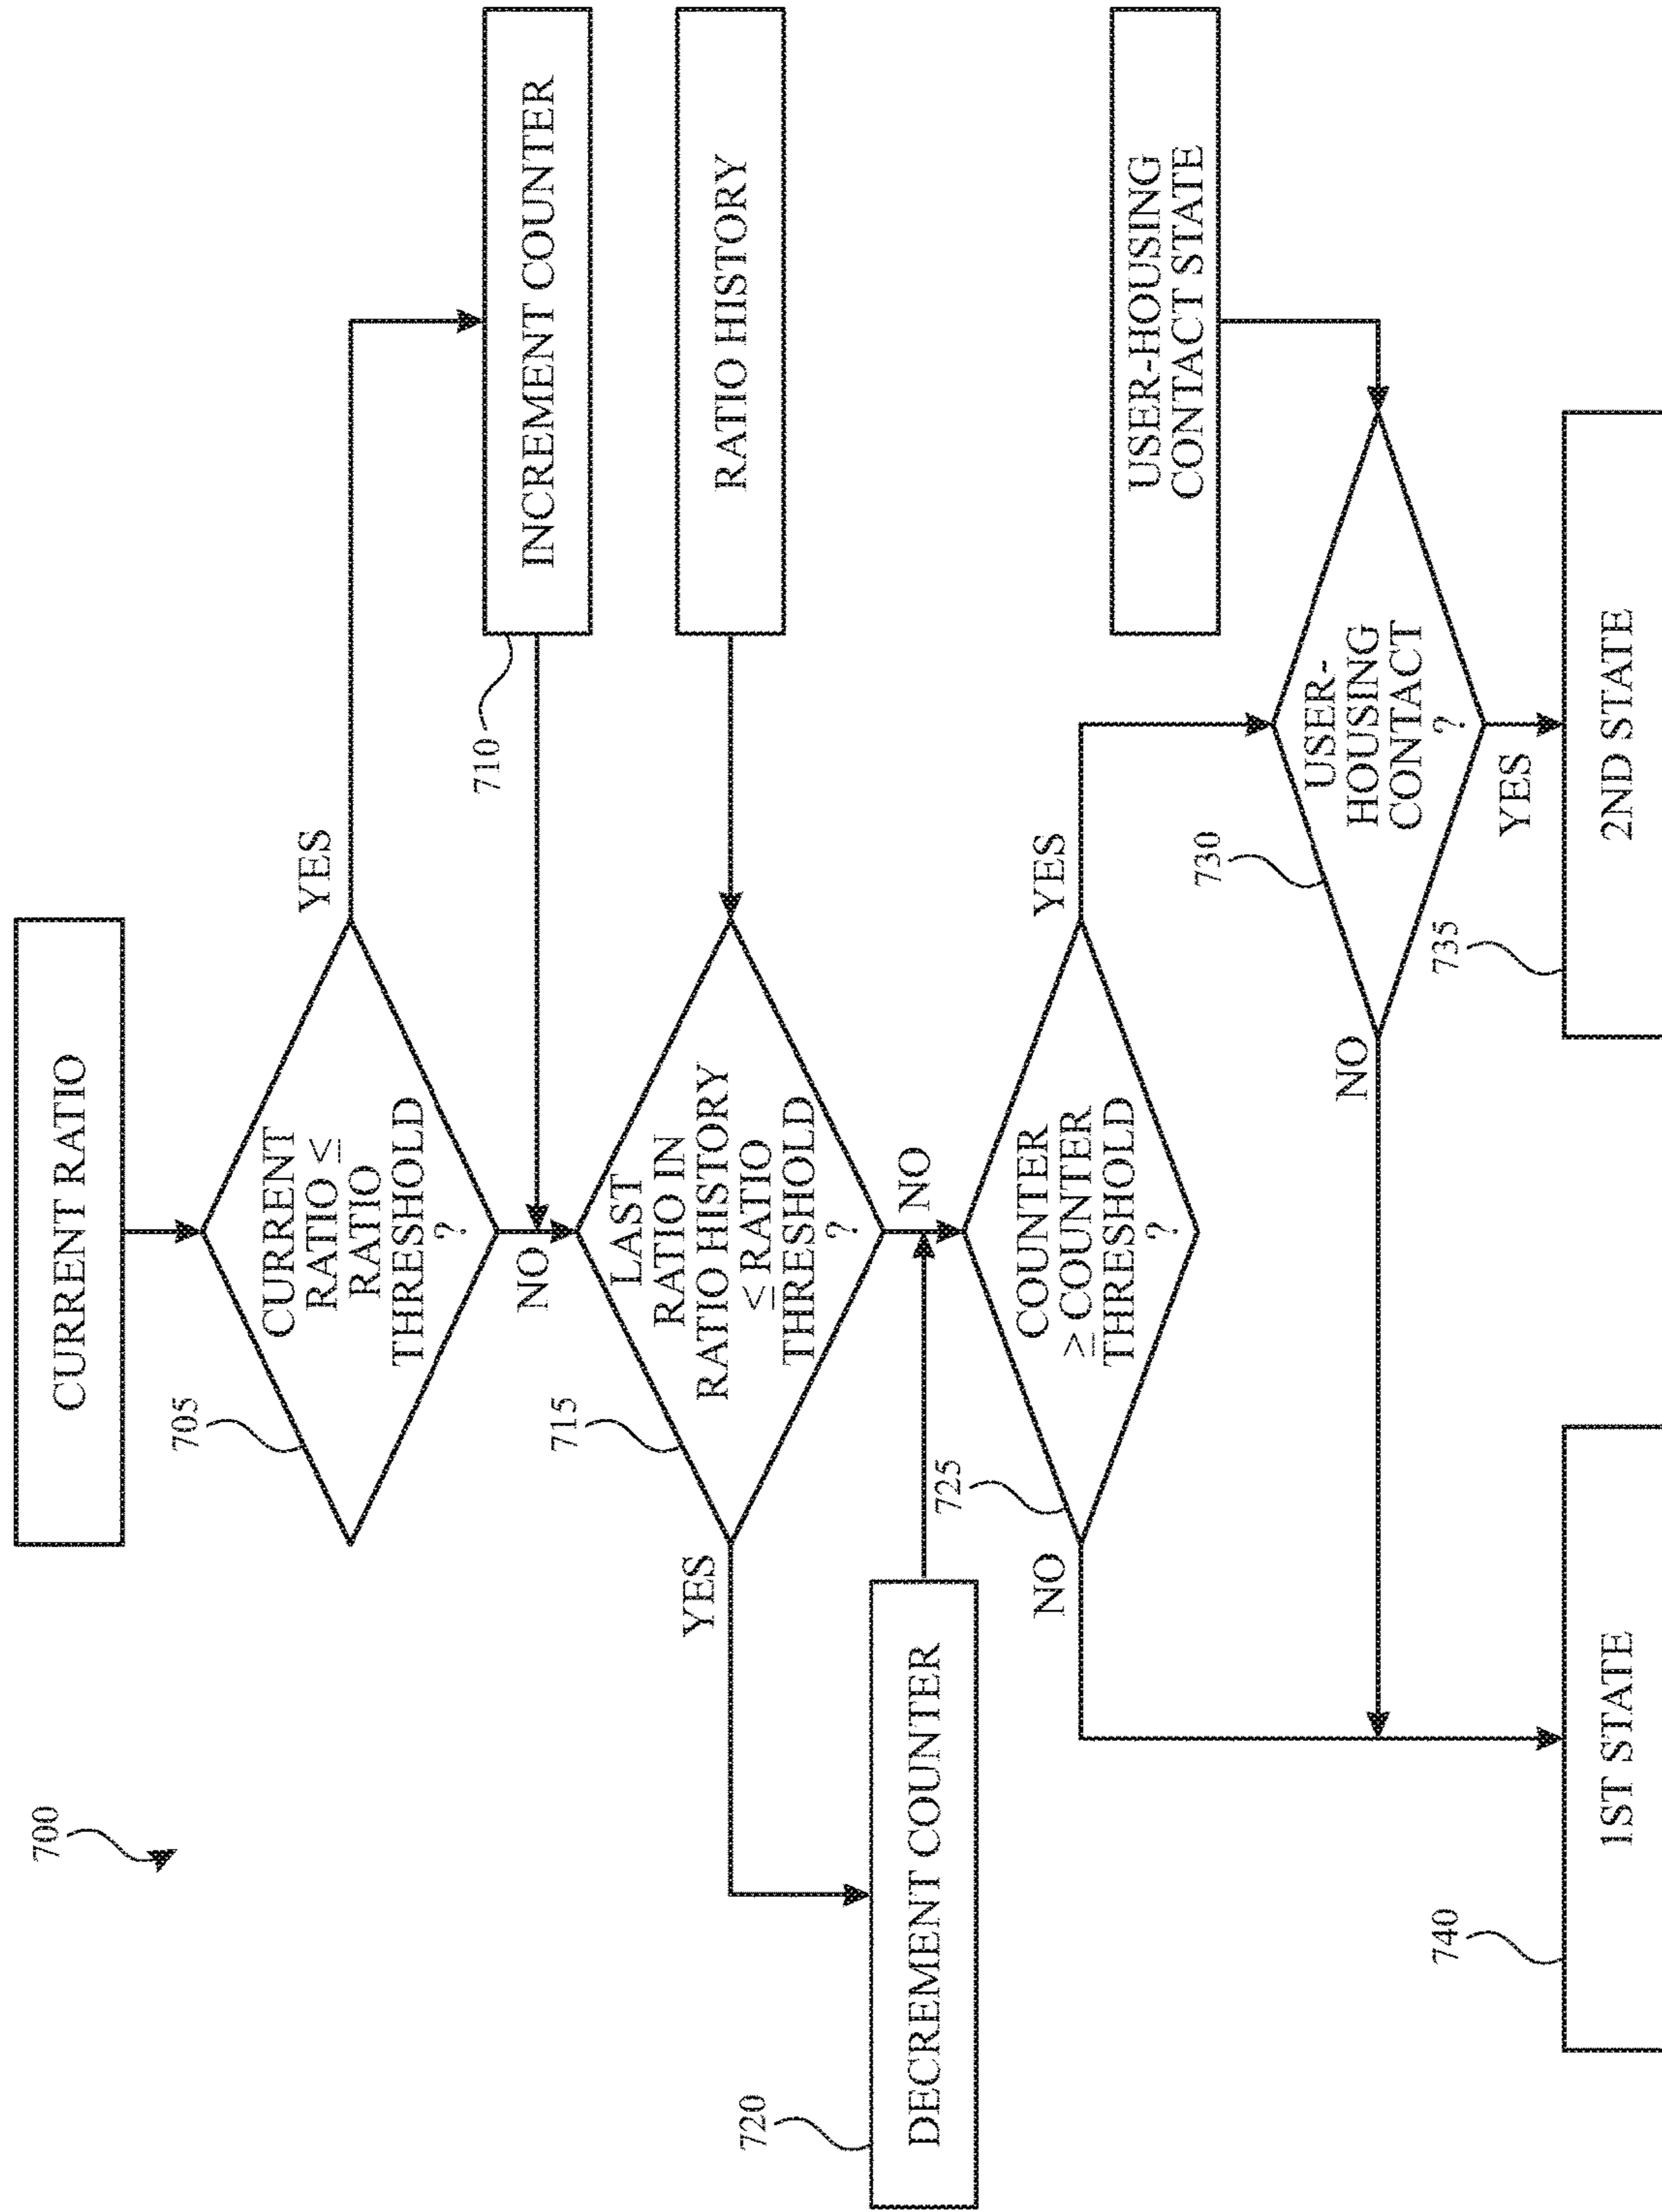 700
CURRENT RATIO
705
CURRENT
RATIO ≤
RATIO
THRESHOLD
?
YES
NO
INCREMENT COUNTER
710
715
LAST
RATIO IN
RATIO HISTORY
≤ RATIO
THRESHOLD
?
RATIO HISTORY
YES
NO
720
DECREMENT COUNTER
725
COUNTER
≥ COUNTER
THRESHOLD
?
NO
YES
USER-HOUSING
CONTACT STATE
730
USER-
HOUSING
CONTACT
?
NO
YES
740
1ST STATE
735
2ND STATE